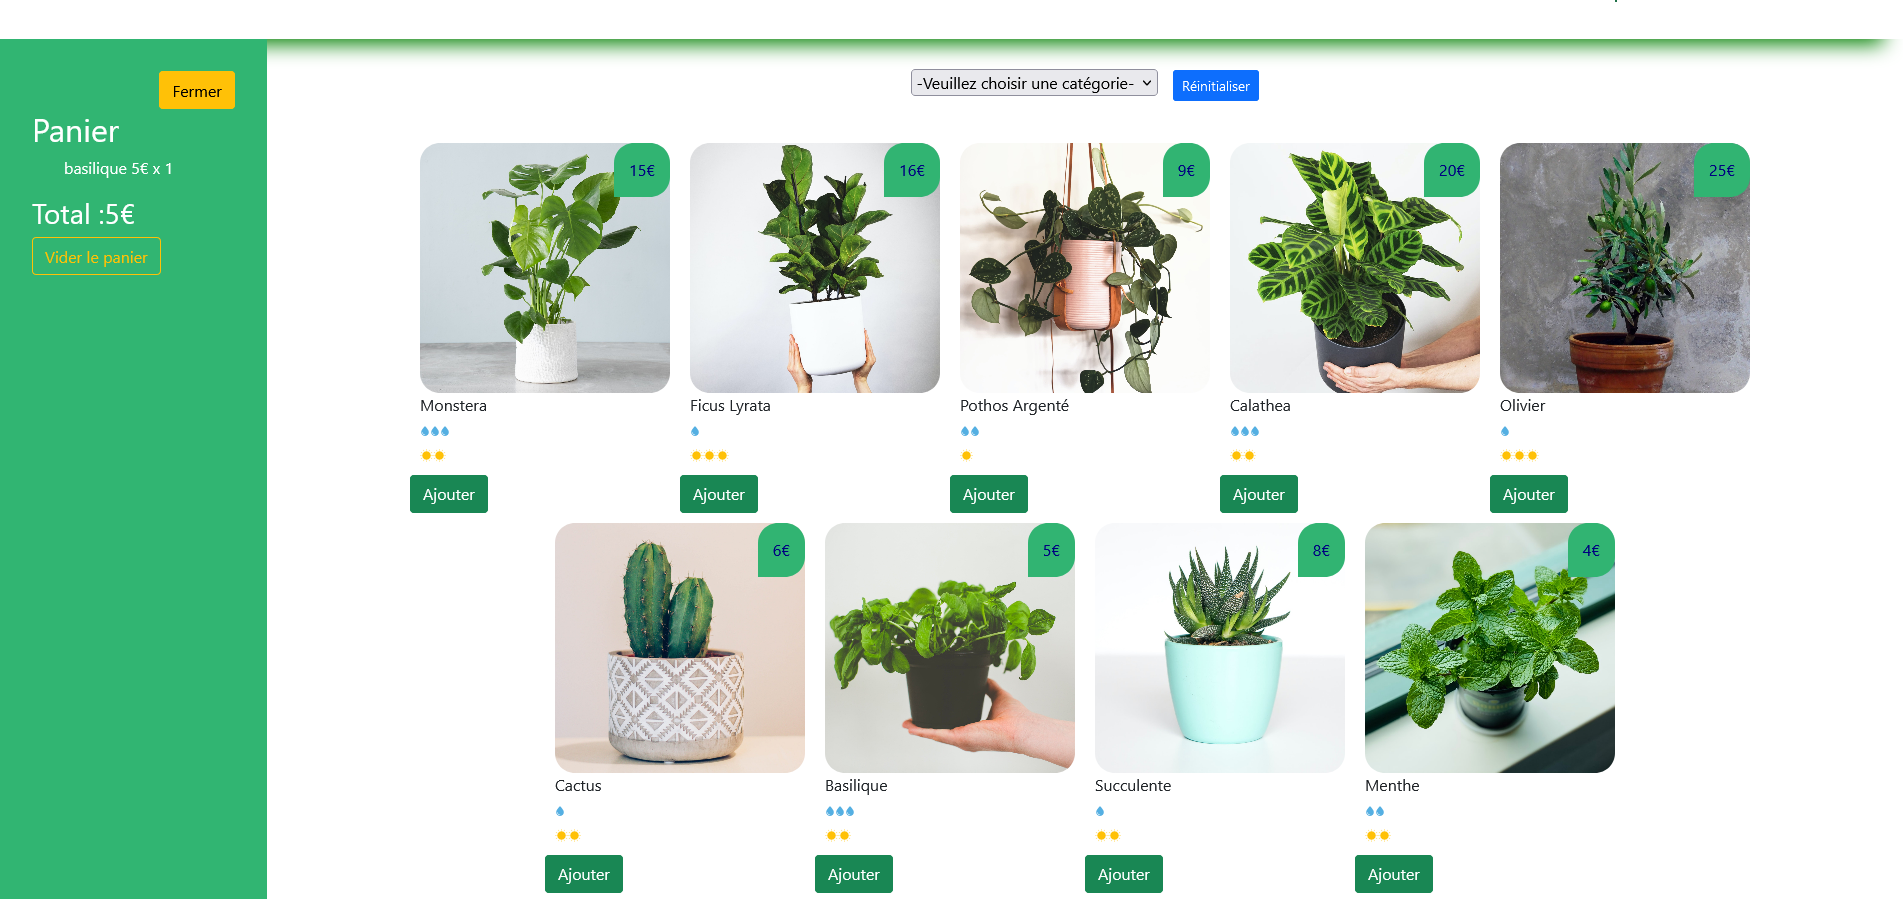 -Veuillez choisir une catégorie-
Réinitialiser
Fermer
Panier
basilique 5€ x 1
Total :5€
Vider le panier
15€
16€
9€
20€
25€
Monstera
Ficus Lyrata
Pothos Argenté
Calathea
Olivier
Ajouter
Ajouter
Ajouter
Ajouter
Ajouter
6€
5€
8€
4€
Cactus
Basilique
Succulente
Menthe
Ajouter
Ajouter
Ajouter
Ajouter